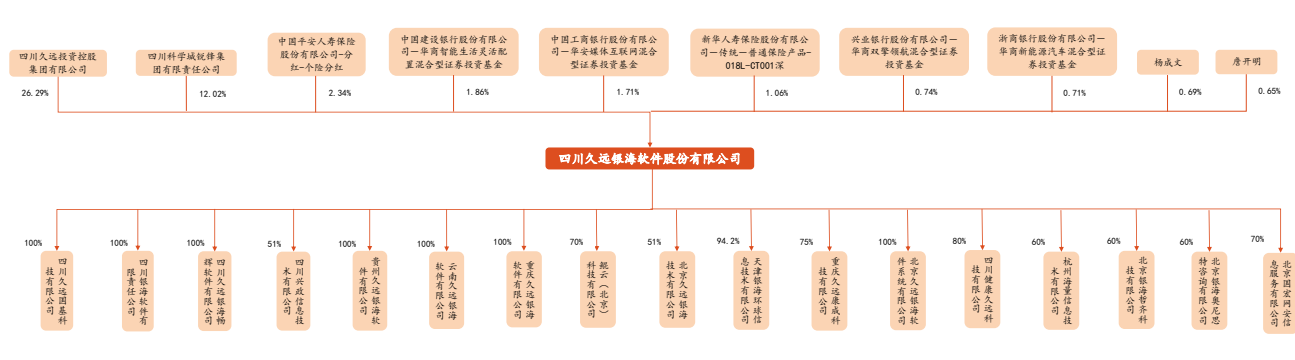 四川久远投资控股
集团有限公司
四川科学城锐锋集
团有限责任公司
中国平安人寿保险
股份有限公司-分
红-个险分红
中国建设银行股份有限公
司－华商智能生活灵活配
置混合型证券投资基金
中国工商银行股份有限公
司－华安媒体互联网混合
型证券投资基金
新华人寿保险股份有限公
司－传统－普通保险产品-
018L-CT001深
兴业银行股份有限公司－
华商双擎领航混合型证券
投资基金
浙商银行股份有限公司－
华商新能源汽车混合型证
券投资基金
杨成文
詹开明
26.29%
12.02%
2.34%
1.86%
1.71%
1.06%
0.74%
0.71%
0.69%
0.65%
四川久远银海软件股份有限公司
100%
100%
100%
51%
100%
100%
100%
70%
51%
94.2%
75%
100%
80%
60%
60%
60%
70%
四川久远国基科
技有限公司
四川银海软件有
限责任公司
四川久远银海畅
辉软件有限公司
四川兴政信息技
术有限公司
贵州久远银海软
件有限公司
云南久远银海
软件有限公司
重庆久远银海
软件有限公司
鲲云（北京）
科技有限公司
北京久远银海
技术有限公司
天津银海环球信
息技术有限公司
重庆久远康成科
技有限公司
北京久远银海软
件系统有限公司
四川健康久远科
技有限公司
杭州海量信息技
术有限公司
北京银海哲齐科
技有限公司
北京银海奥尼思
特咨询有限公司
北京国宏网安信
息服务有限公司